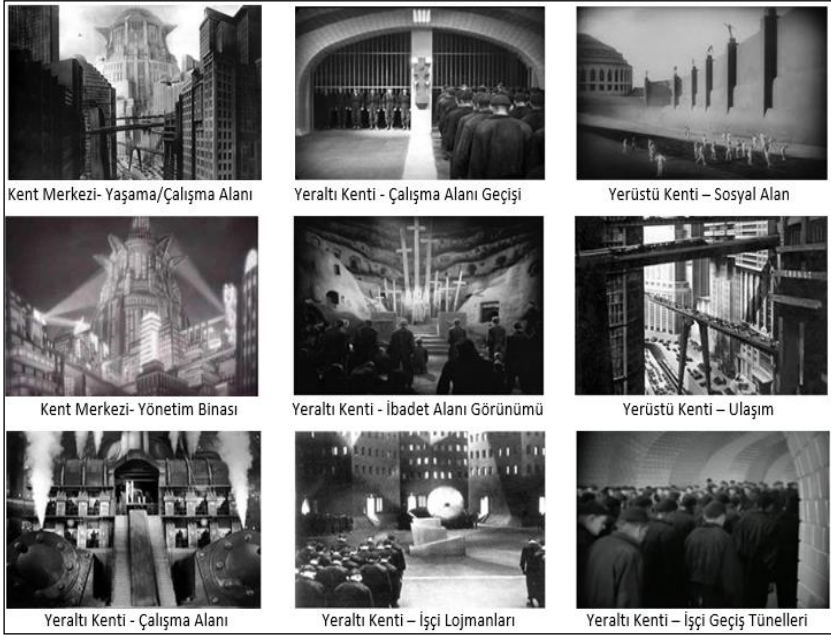 Kent Merkezi- Yaşama/Çalışma Alanı
Yeraltı Kenti - Çalışma Alanı Geçişi
Yerüstü Kenti – Sosyal Alan
Kent Merkezi- Yönetim Binası
Yeraltı Kenti - İbadet Alanı Görünümü
Yerüstü Kenti – Ulaşım
Yeraltı Kenti - Çalışma Alanı
Yeraltı Kenti – İşçi Lojmanları
Yeraltı Kenti – İşçi Geçiş Tünelleri